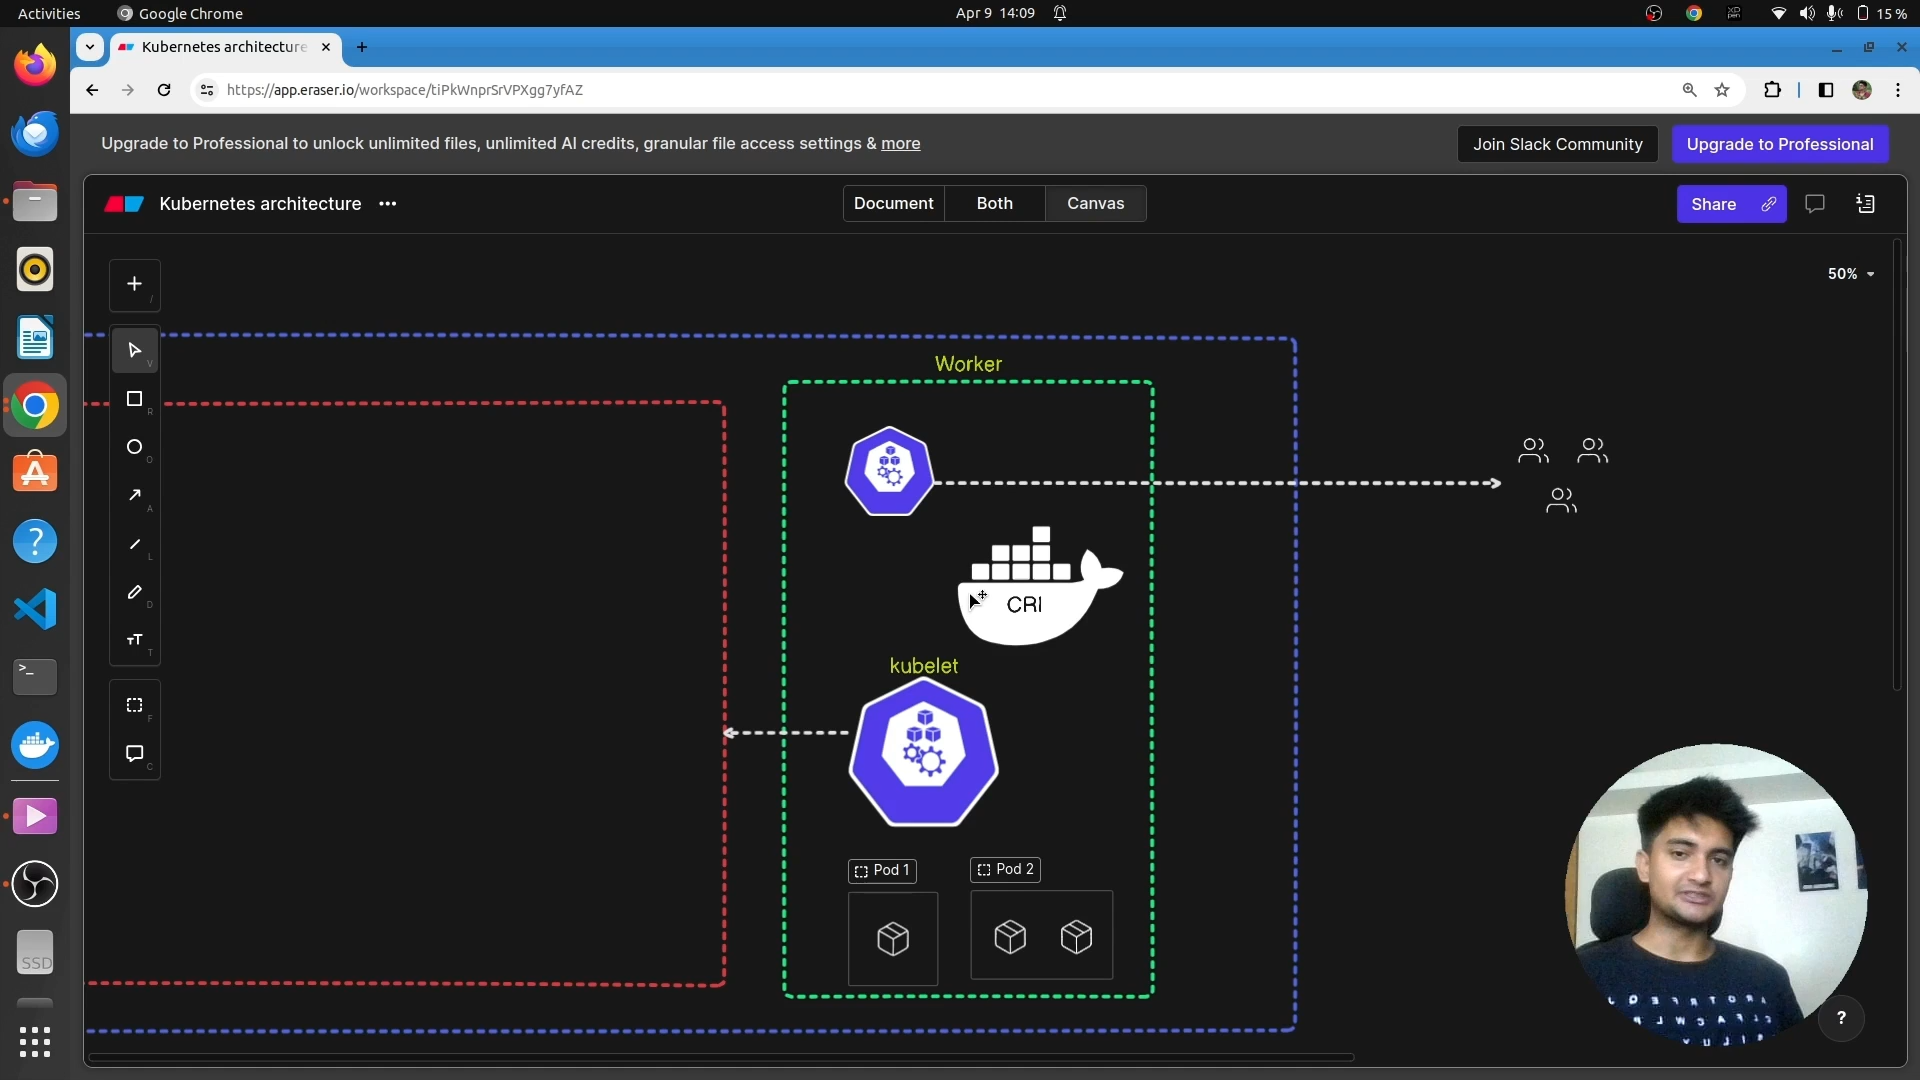 Activities
Google Chrome
Apr 9 14:09
XP
pen
15 %
Kubernetes architecture
https://app.eraser.io/workspace/tiPkWnprSrVPXgg7yfAZ
Upgrade to Professional to unlock unlimited files, unlimited AI credits, granular file access settings & more
Join Slack Community
Upgrade to Professional
Kubernetes architecture
Document
Both
Canvas
Share
50%
/
V
R
O
A
L
D
T
F
C
Worker
CRI
kubelet
Pod 1
Pod 2
SSD
?
?